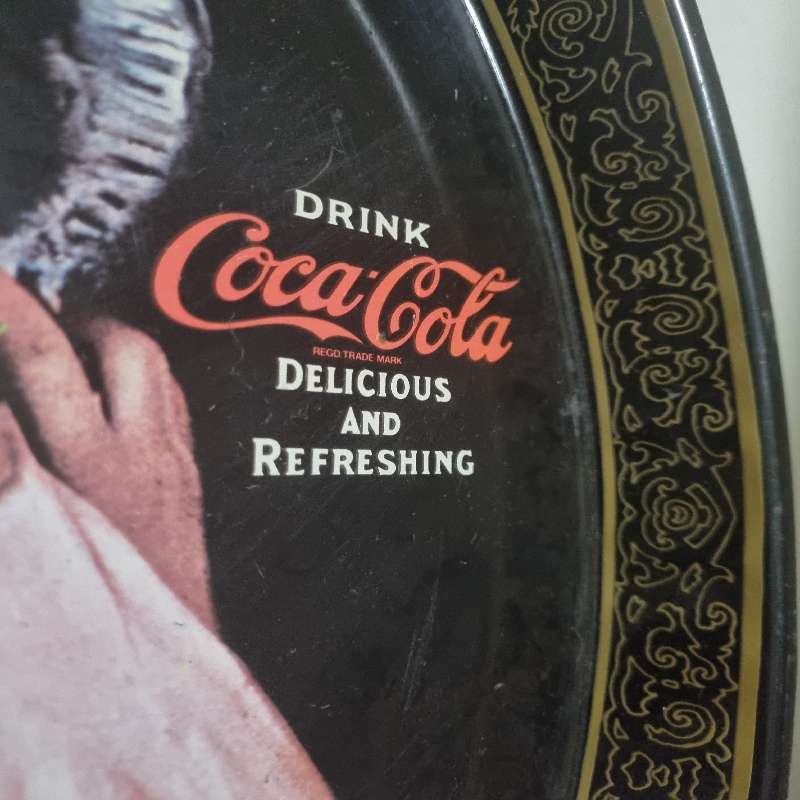 DRINK
Coca-Cola
REGD TRADE MARK
DELICIOUS
AND
REFRESHING